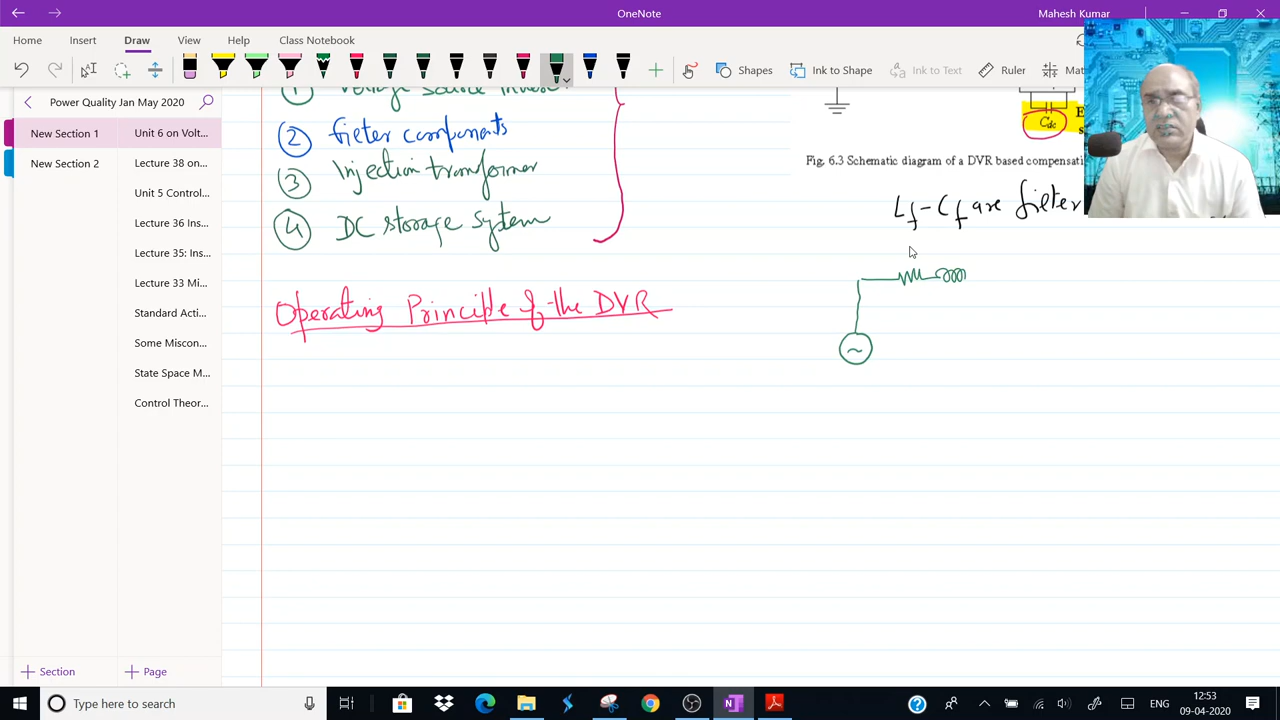 OneNote
Mahesh Kumar
Home Insert Draw View Help Class Notebook
Shapes Ink to Shape Ink to Text Ruler Mat
Power Quality Jan May 2020
New Section 1
New Section 2
Unit 6 on Volt...
Lecture 38 on...
Unit 5 Control...
Lecture 36 Ins...
Lecture 35: Ins...
Lecture 33 Mi...
Standard Acti...
Some Miscon...
State Space M...
Control Theor...
1 Voltage Source
2 filter components
3 Injection transformer
4 DC storage system
Operating Principle of the DVR
Cdc
E
s
Fig. 6.3 Schematic diagram of a DVR based compensati
Lf - Cf are filter
~
+ Section
+ Page
Type here to search
ENG
12:53
09-04-2020